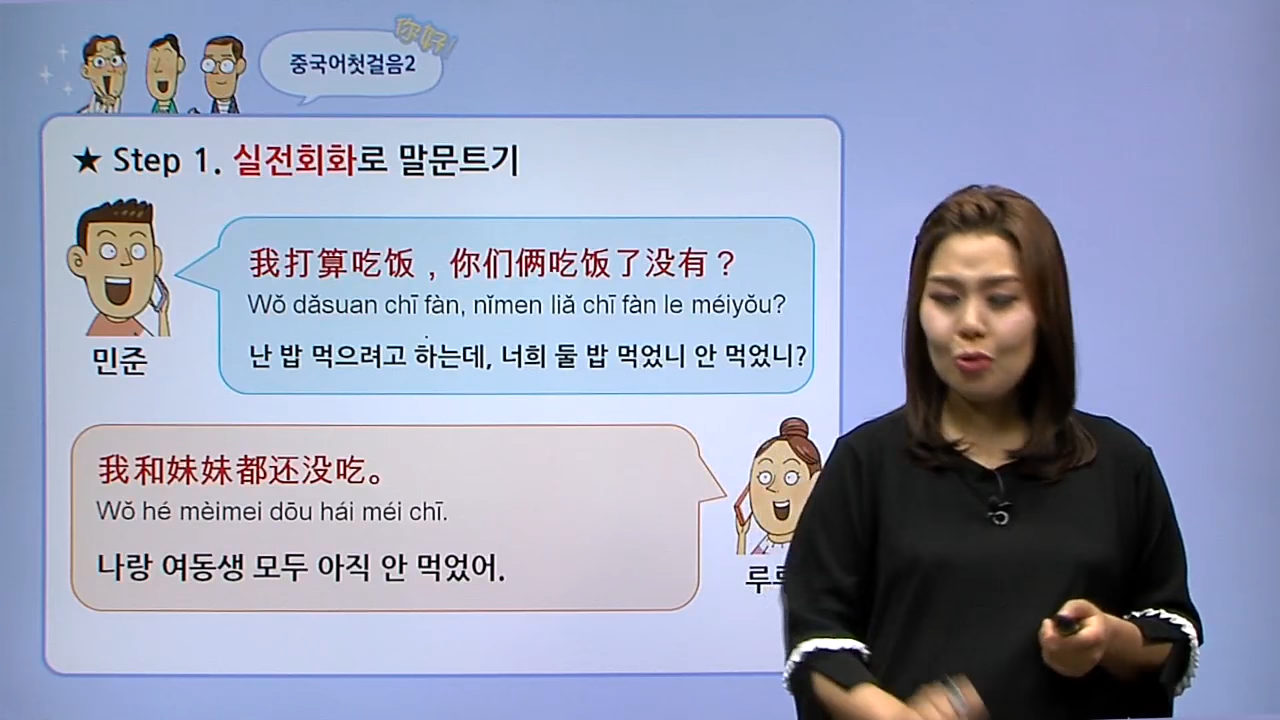 你好!
중국어첫걸음2
★ Step 1. 실전회화로 말문트기
我打算吃饭，你们俩吃饭了没有？
Wǒ dǎsuan chī fàn, nǐmen liǎ chī fàn le méiyǒu?
난 밥 먹으려고 하는데, 너희 둘 밥 먹었니 안 먹었니?
민준
我和妹妹都还没吃。
Wǒ hé mèimei dōu hái méi chī.
나랑 여동생 모두 아직 안 먹었어.